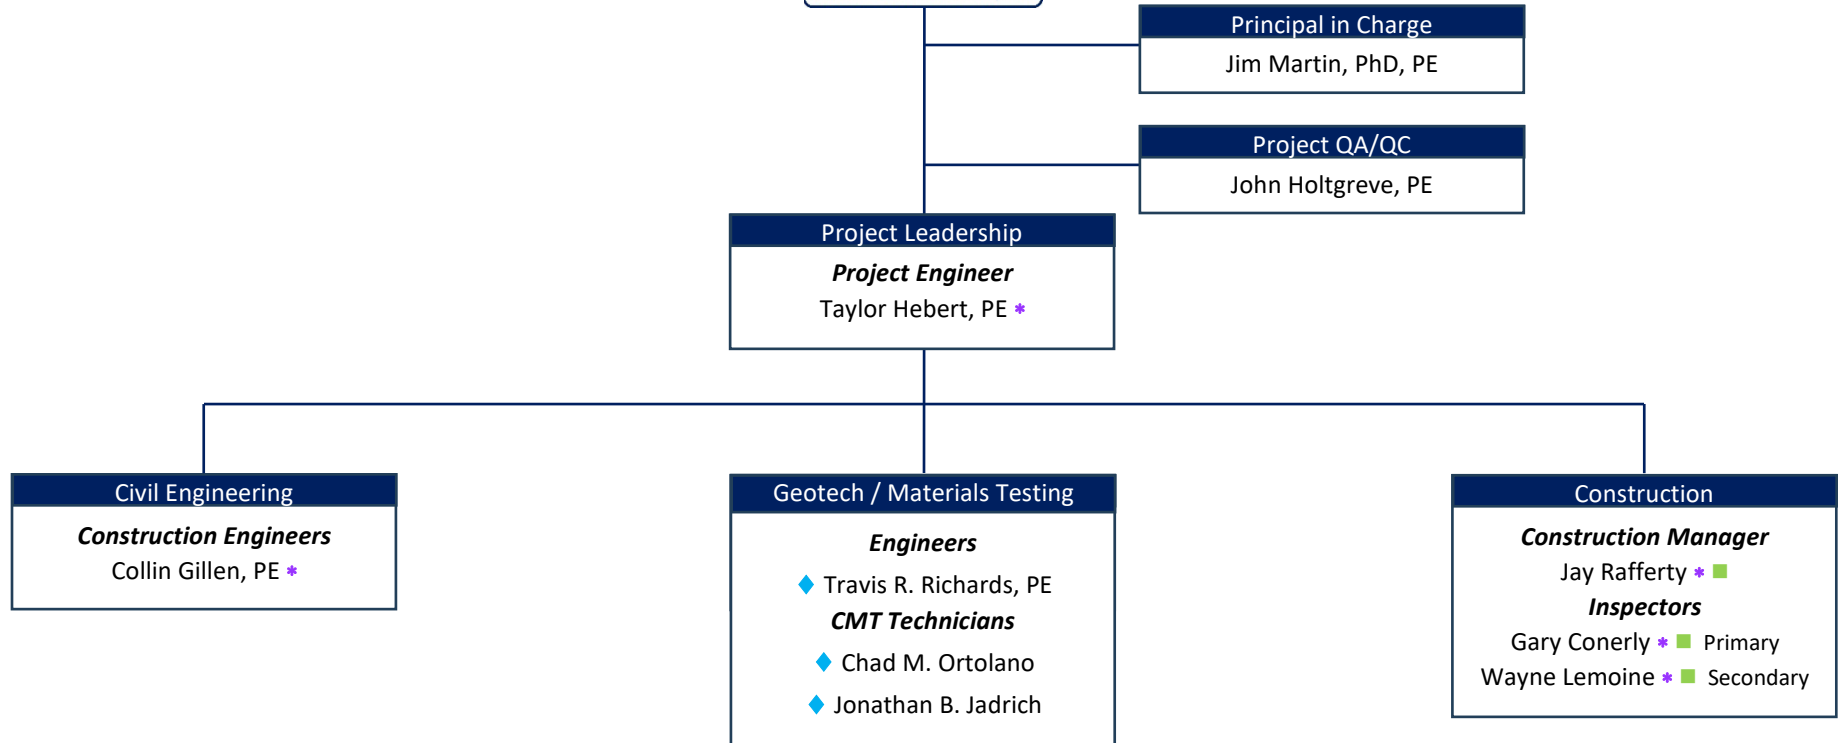 Principal in Charge
Jim Martin, PhD, PE
Project QA/QC
John Holtgreve, PE
Project Leadership
Project Engineer
Taylor Hebert, PE *
Civil Engineering
Construction Engineers
Collin Gillen, PE *
Geotech / Materials Testing
Engineers
Travis R. Richards, PE
CMT Technicians
Chad M. Ortolano
Jonathan B. Jadrich
Construction
Construction Manager
Jay Rafferty *
Inspectors
Gary Conerly * Primary
Wayne Lemoine * Secondary